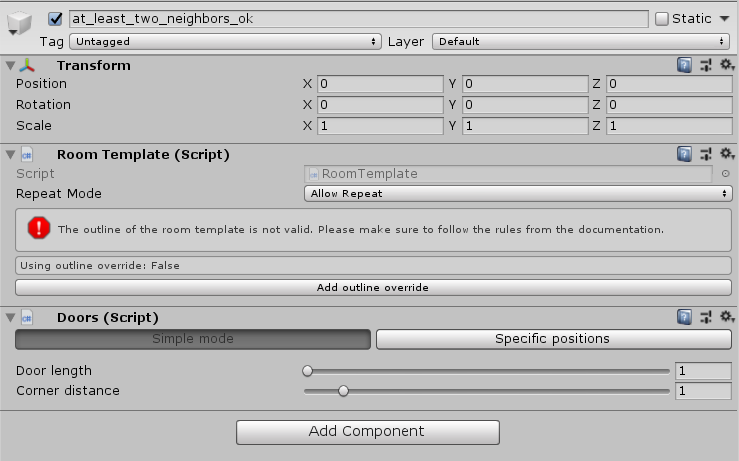 at_least_two_neighbors_ok Static
Tag Untagged Layer Default
Transform
Position X 0 Y 0 Z 0
Rotation X 0 Y 0 Z 0
Scale X 1 Y 1 Z 1
Room Template (Script)
Script RoomTemplate
Repeat Mode Allow Repeat
The outline of the room template is not valid. Please make sure to follow the rules from the documentation.
Using outline override: False
Add outline override
Doors (Script)
Simple mode Specific positions
Door length 1
Corner distance 1
Add Component